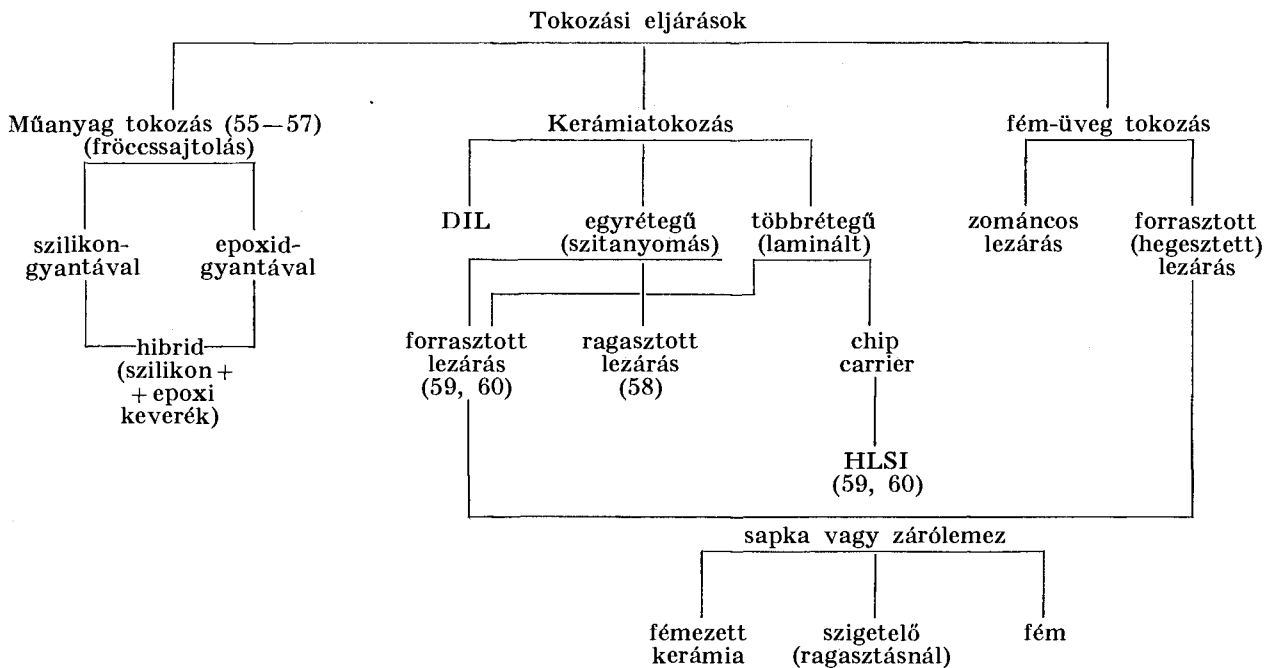 Tokozási eljárások
Műanyag tokozás (55—57)
(fröccssajtolás)
Kerámiatokozás
fém-üveg tokozás
szilikon-
gyantával
epoxid-
gyantával
hibrid
(szilikon +
+ epoxi
keverék)
DIL
egyrétegű
(szitanyomás)
többrétegű
(laminált)
zománcos
lezárás
forrasztott
(hegesztett)
lezárás
forrasztott
lezárás
(59, 60)
ragasztott
lezárás
(58)
chip
carrier
HLSI
(59, 60)
sapka vagy zárólemez
fémezett
kerámia
szigetelő
(ragasztásnál)
fém